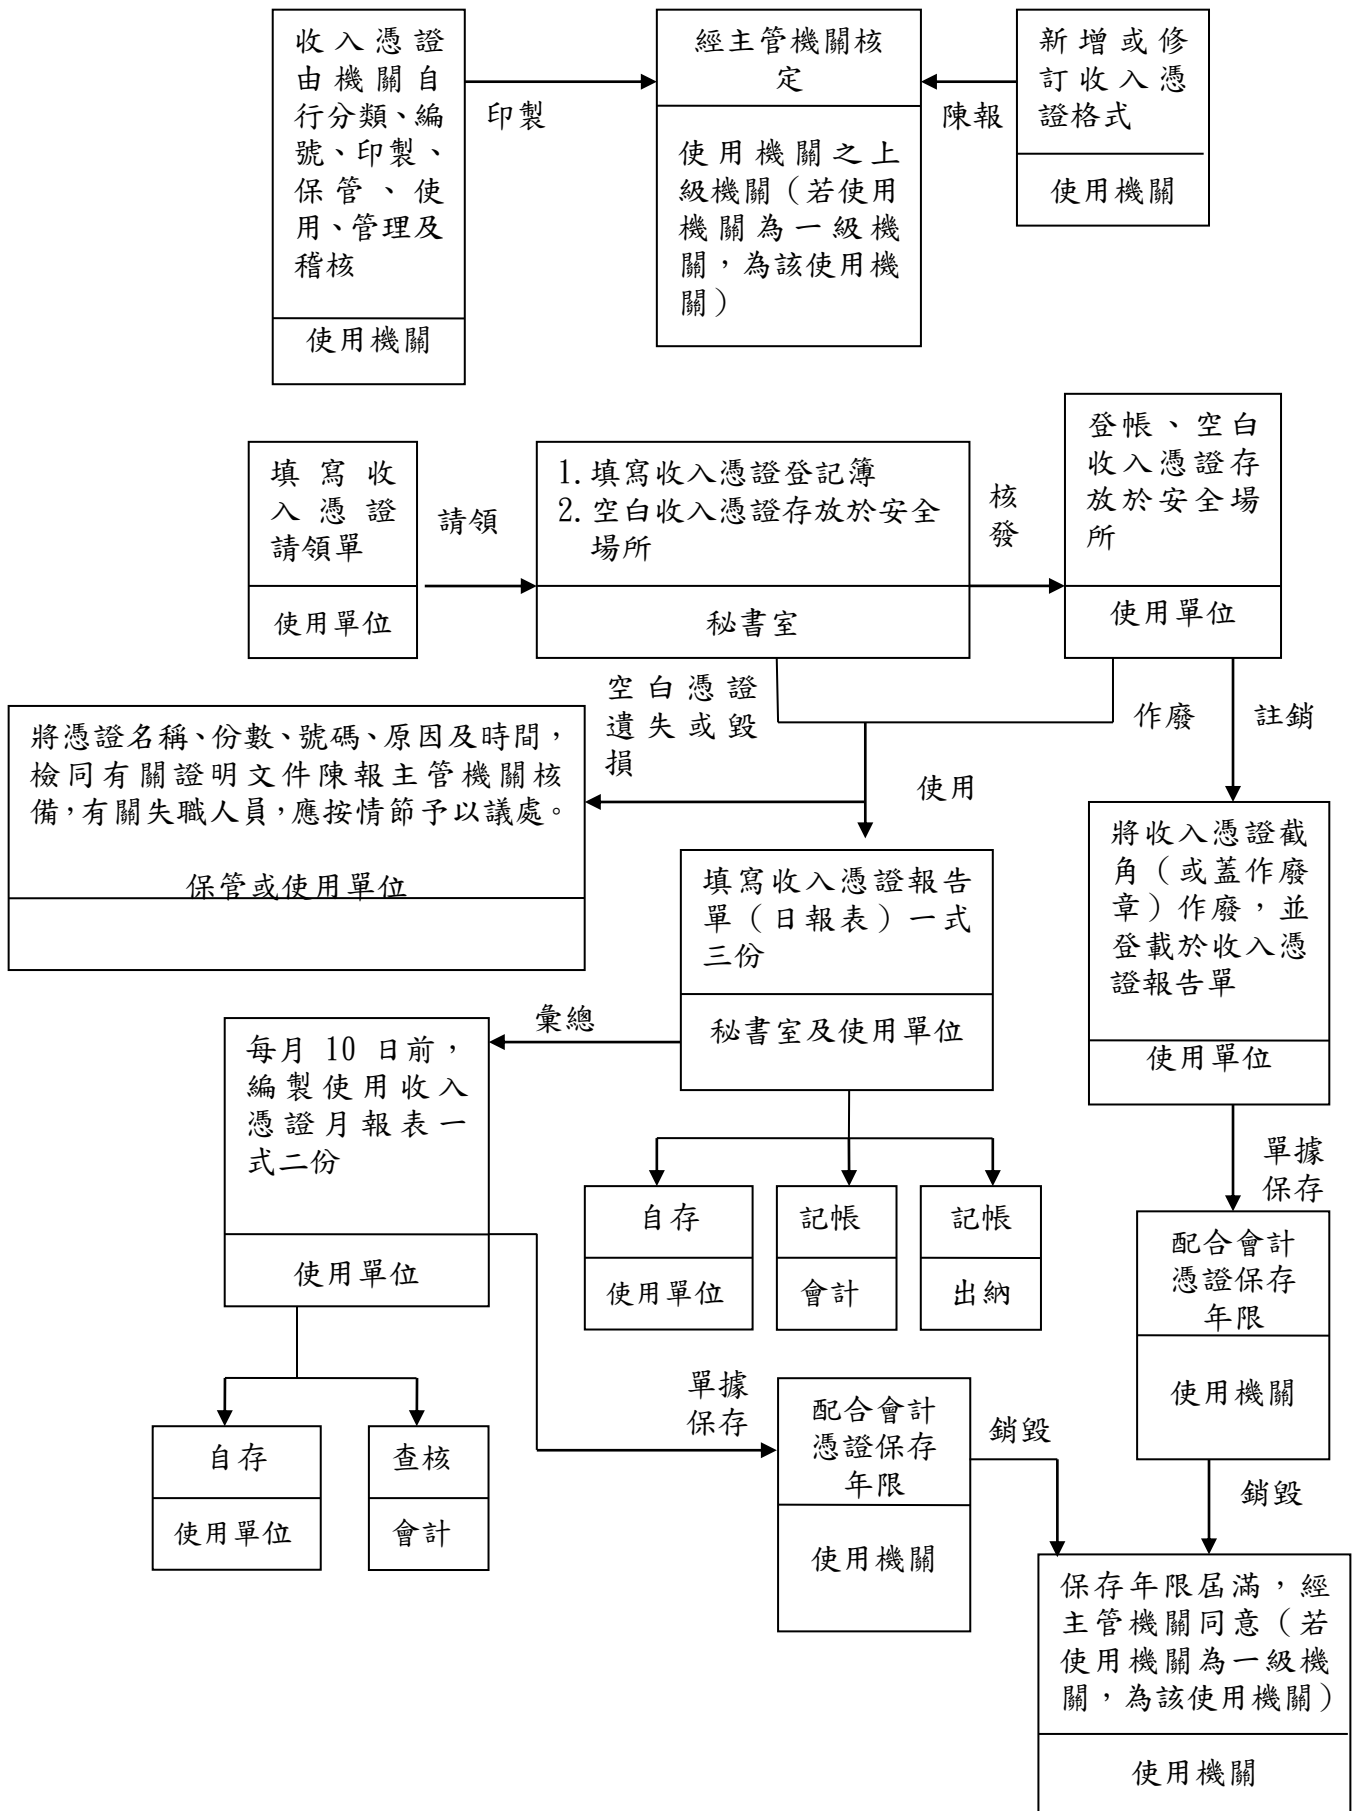 收入憑證
由機關自
行分類、編
號、印製、
保管、使
用、管理及
稽核
使用機關
印製
經主管機關核
定
使用機關之上
級機關（若使用
機關為一級機
關，為該使用機
關）
陳報
新增或修
訂收入憑
證格式
使用機關
填寫收
入憑證
請領單
使用單位
請領
1.填寫收入憑證登記簿
2.空白收入憑證存放於安全
場所
秘書室
核
發
登帳、空白
收入憑證存
放於安全場
所
使用單位
空白憑證
遺失或毀
損
作廢
註銷
使用
將憑證名稱、份數、號碼、原因及時間，
檢同有關證明文件陳報主管機關核
備，有關失職人員，應按情節予以議處。
保管或使用單位
填寫收入憑證報告
單（日報表）一式
三份
秘書室及使用單位
將收入憑證截
角（或蓋作廢
章）作廢，並
登載於收入憑
證報告單
使用單位
彙總
每月 10 日前，
編製使用收入
憑證月報表一
式二份
使用單位
自存
使用單位
記帳
會計
記帳
出納
單據
保存
配合會計
憑證保存
年限
使用機關
自存
使用單位
查核
會計
單據
保存
配合會計
憑證保存
年限
使用機關
銷毀
銷毀
保存年限屆滿，經
主管機關同意（若
使用機關為一級機
關，為該使用機關）
使用機關